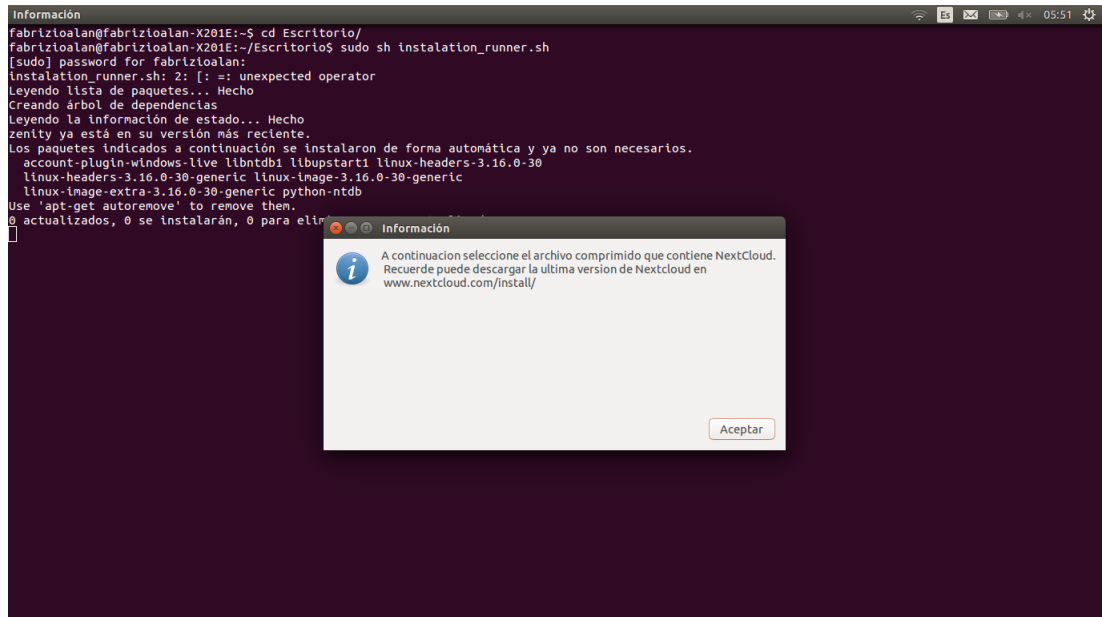 Información
Es
05:51
fabrizioalan@fabrizioalan-X201E:~$ cd Escritorio/
fabrizioalan@fabrizioalan-X201E:~/Escritorio$ sudo sh instalation_runner.sh
[sudo] password for fabrizioalan:
instalation_runner.sh: 2: [: =: unexpected operator
Leyendo lista de paquetes... Hecho
Creando árbol de dependencias
Leyendo la información de estado... Hecho
zenity ya está en su versión más reciente.
Los paquetes indicados a continuación se instalaron de forma automática y ya no son necesarios.
account-plugin-windows-live libntdb1 libupstart1 linux-headers-3.16.0-30
linux-headers-3.16.0-30-generic linux-image-3.16.0-30-generic
linux-image-extra-3.16.0-30-generic python-ntdb
Use 'apt-get autoremove' to remove them.
0 actualizados, 0 se instalarán, 0 para
Información
A continuacion seleccione el archivo comprimido que contiene NextCloud.
Recuerde puede descargar la ultima version de Nextcloud en
www.nextcloud.com/install/
Aceptar